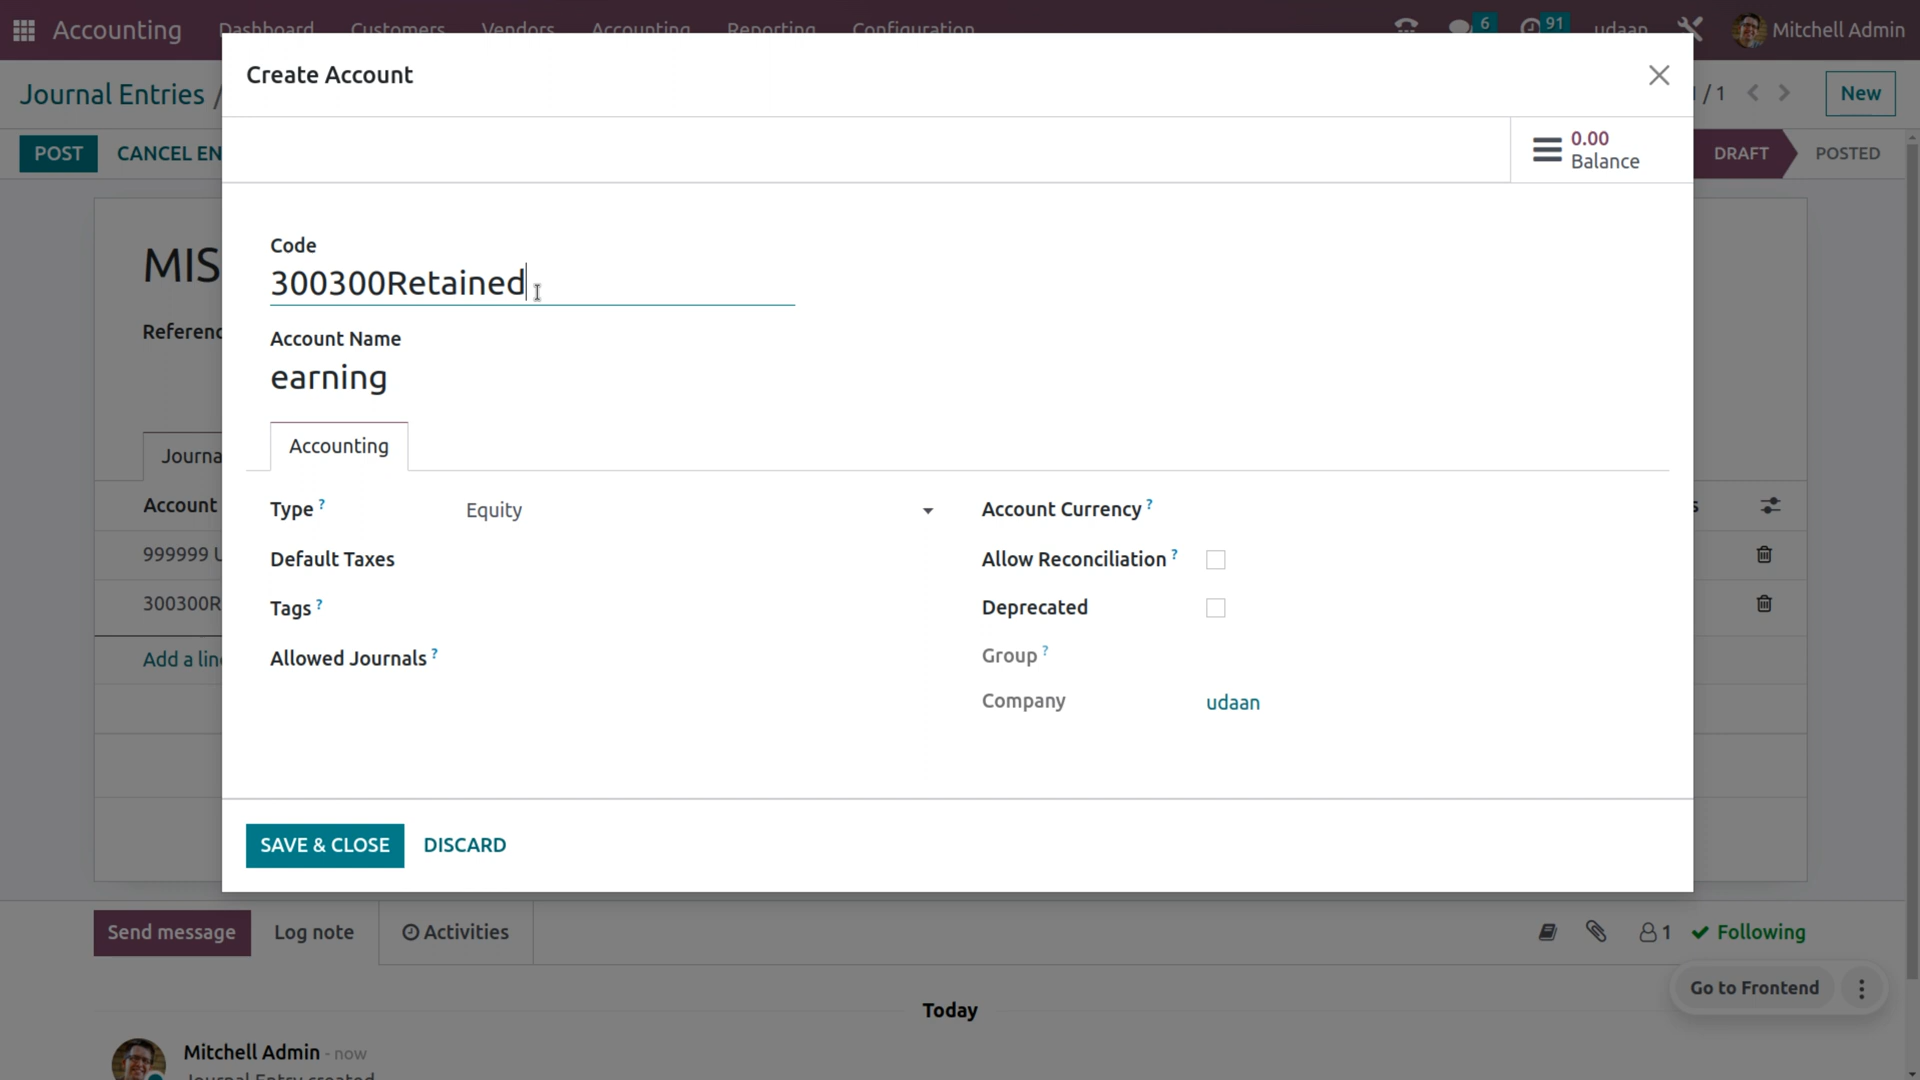 Accounting Dashboard Customers Vendors Accounting Reporting Configuration 6 91 udaan Mitchell Admin
Create Account
Journal Entries / / 1 New
0.00
Balance
POST CANCEL EN DRAFT POSTED
Code
300300Retained
MIS
Referenc
Account Name
earning
Accounting
Journa
Account
Type ? Equity
Account Currency ?
999999 U
Default Taxes
Allow Reconciliation ?
300300R
Tags ?
Deprecated
Add a line
Allowed Journals ?
Group ?
Company udaan
SAVE & CLOSE DISCARD
Send message Log note Activities 1 Following
Go to Frontend
Today
Mitchell Admin - now
Journal Entry created